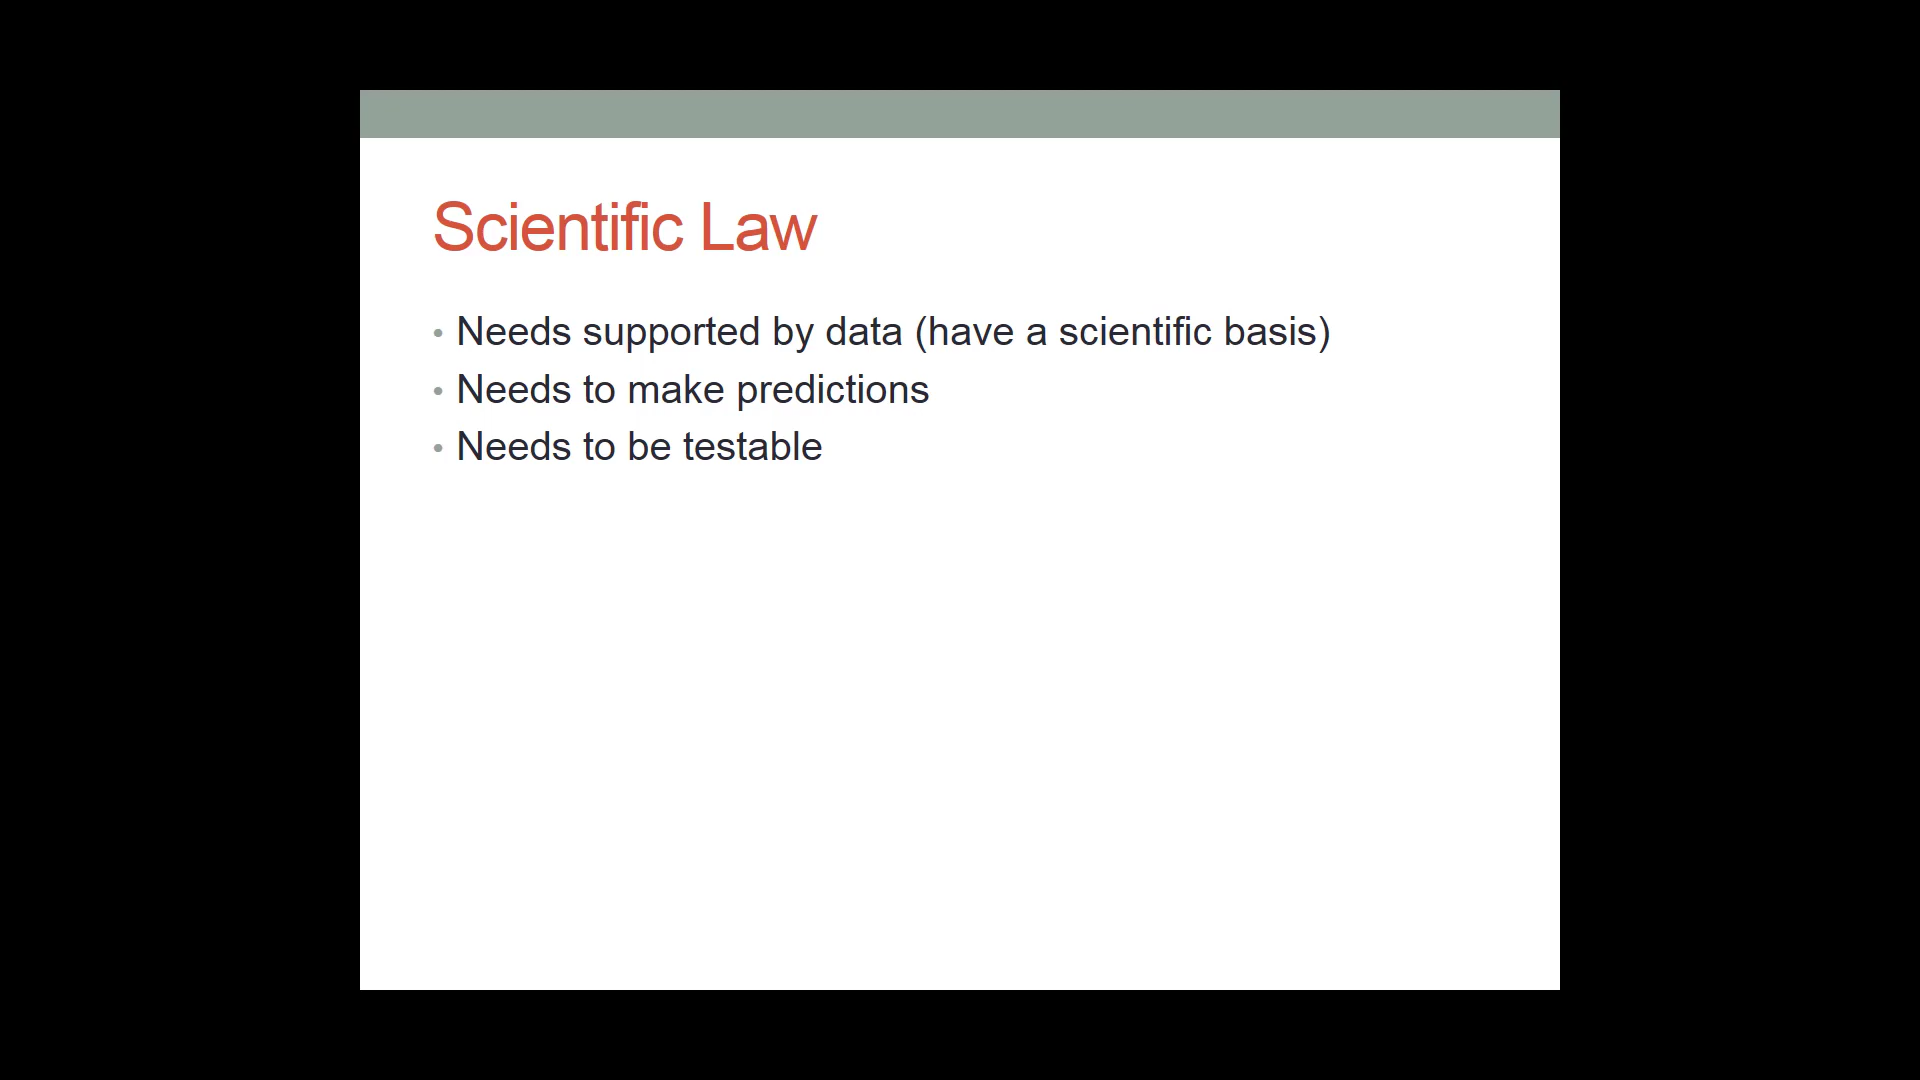 Scientific Law
• Needs supported by data (have a scientific basis)
• Needs to make predictions
• Needs to be testable